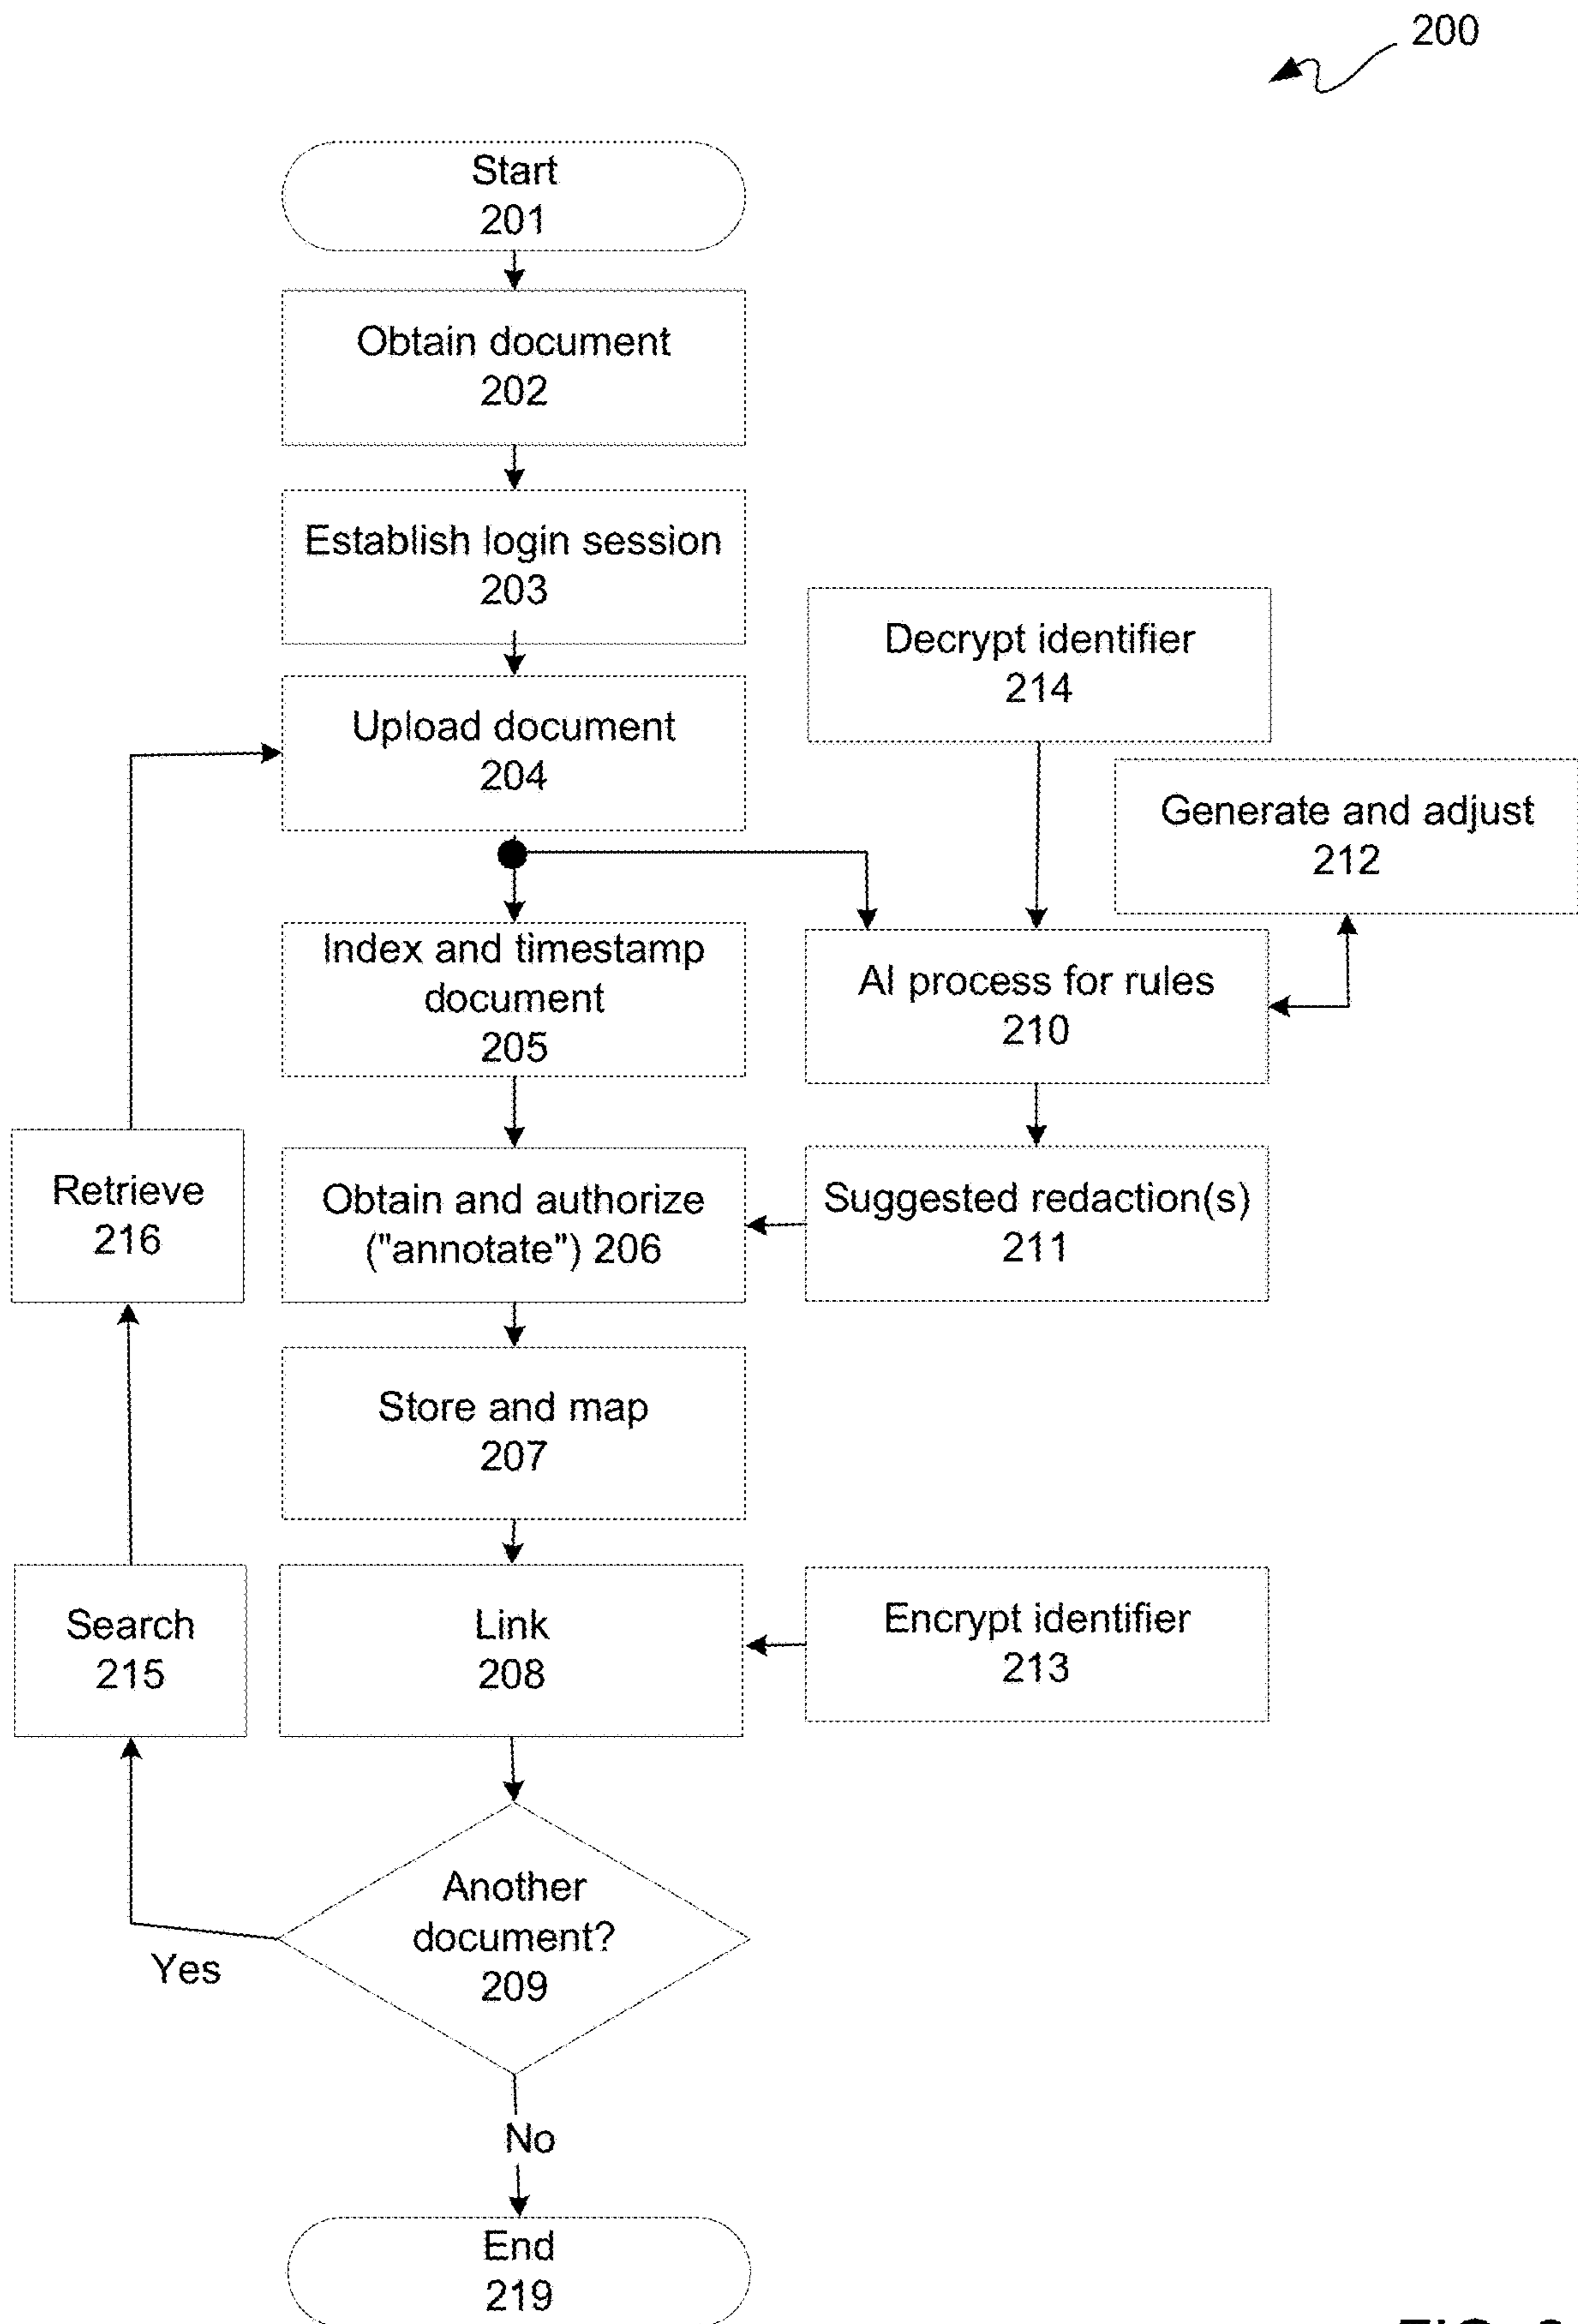 200
Start
201
Obtain document
202
Establish login session
203
Decrypt identifier
214
Upload document
204
Generate and adjust
212
Index and timestamp
document
205
AI process for rules
210
Retrieve
216
Obtain and authorize
("annotate") 206
Suggested redaction(s)
211
Store and map
207
Search
215
Link
208
Encrypt identifier
213
Another
document?
209
Yes
No
End
219